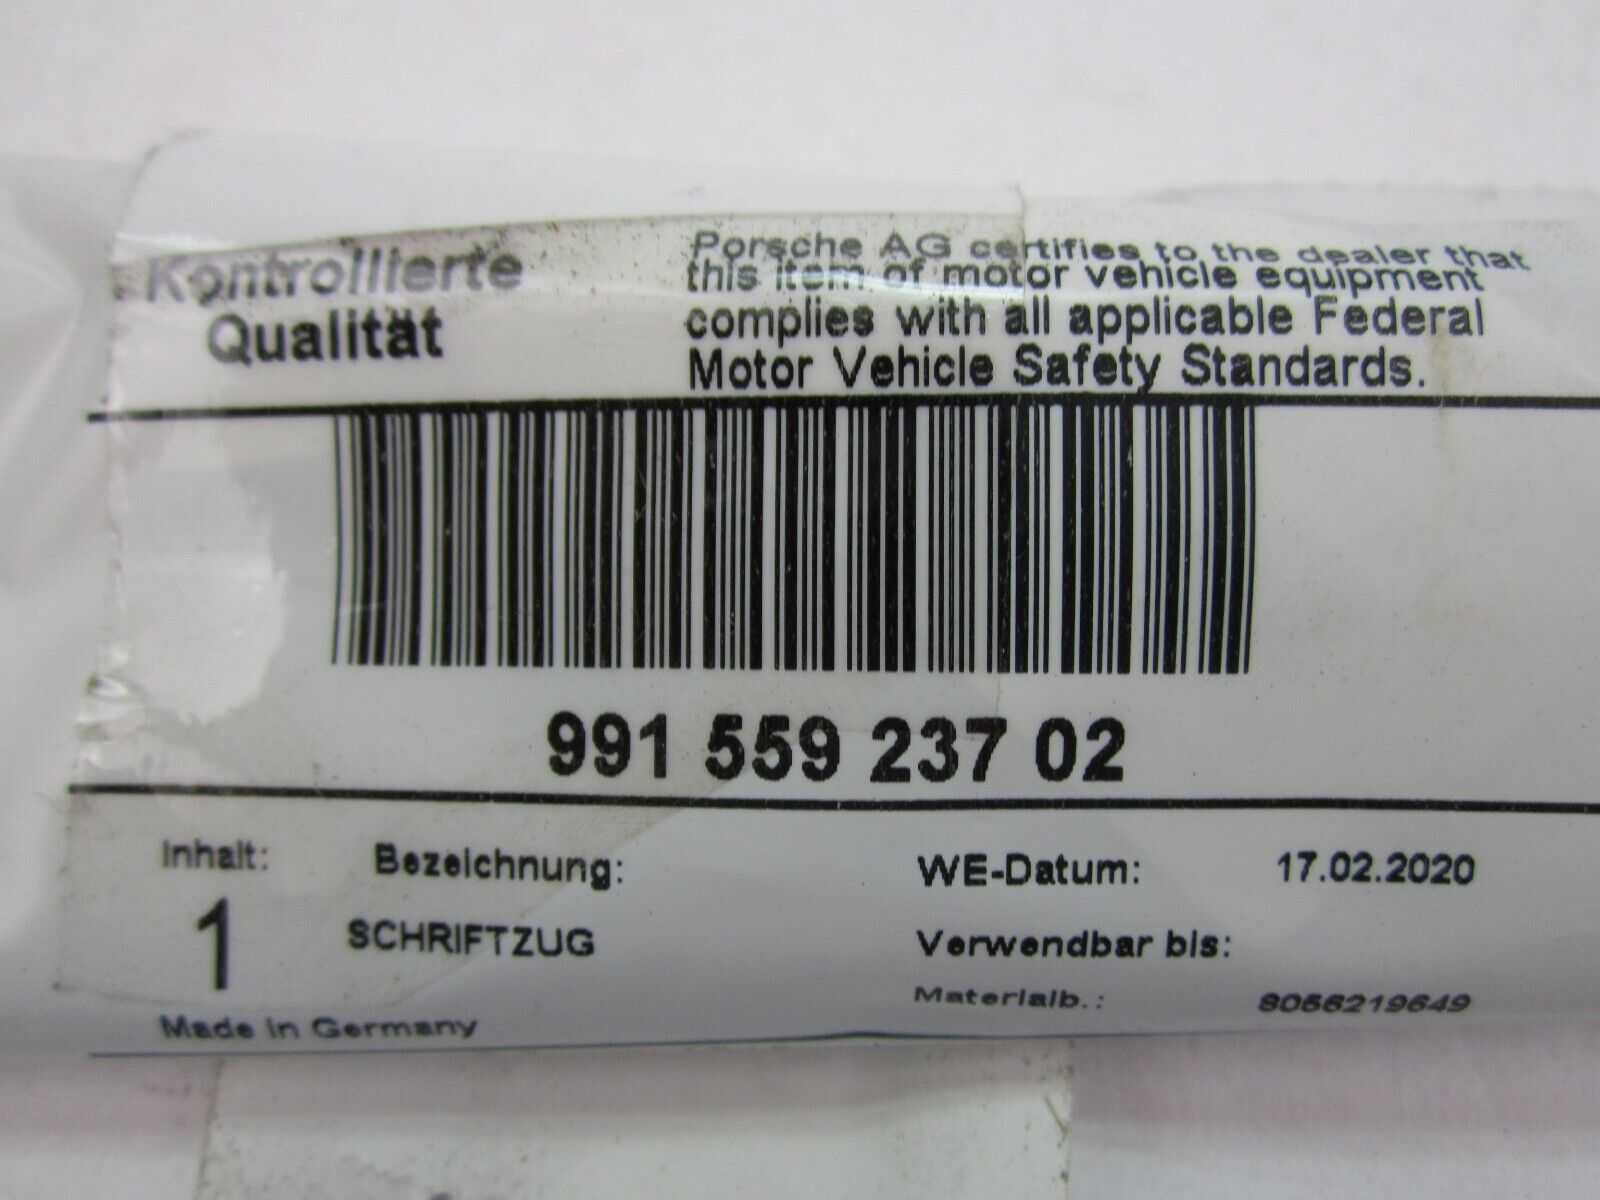 Kontrollierte
Qualität
Porsche AG certifies to the dealer that
this item of motor vehicle equipment
complies with all applicable Federal
Motor Vehicle Safety Standards.
991 559 237 02
Inhalt:
1
Bezeichnung:
SCHRIFTZUG
WE-Datum: 17.02.2020
Verwendbar bis:
Materialb.: 8056219649
Made in Germany